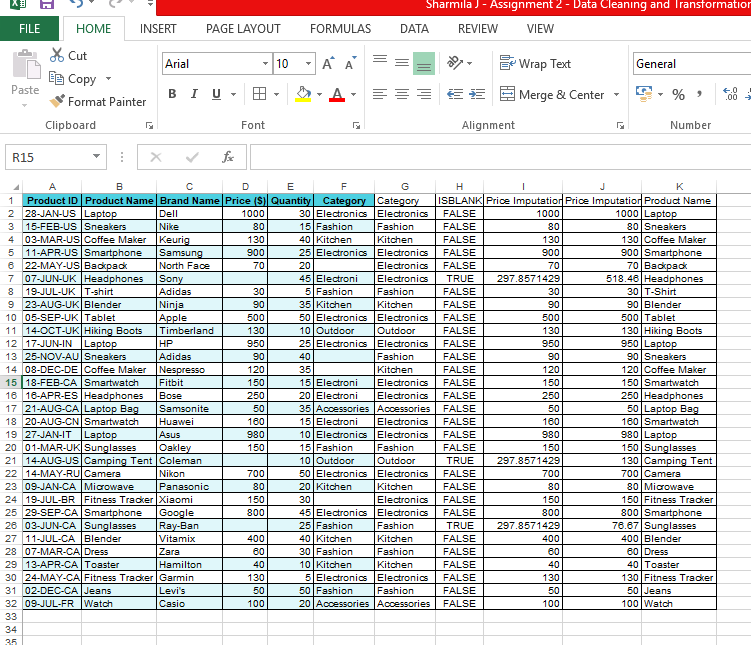 Sharmila J - Assignment 2 - Data Cleaning and Transformation
FILE HOME INSERT PAGE LAYOUT FORMULAS DATA REVIEW VIEW
Paste
Cut
Copy
Format Painter
Clipboard
Arial 10
B I U
Font
Wrap Text
Merge & Center
Alignment
General
%
Number
R15
fx
A B C D E F G H I J K
1 Product ID Product Name Brand Name Price ($) Quantity Category Category ISBLANK Price Imputation Price Imputation Product Name
2 28-JAN-US Laptop Dell 1000 30 Electronics Electronics FALSE 1000 1000 Laptop
3 15-FEB-US Sneakers Nike 80 15 Fashion Fashion FALSE 80 80 Sneakers
4 03-MAR-US Coffee Maker Keurig 130 40 Kitchen Kitchen FALSE 130 130 Coffee Maker
5 11-APR-US Smartphone Samsung 900 25 Electronics Electronics FALSE 900 900 Smartphone
6 22-MAY-US Backpack North Face 70 20 Electronics FALSE 70 70 Backpack
7 07-JUN-UK Headphones Sony 45 Electroni Electronics TRUE 297.8571429 518.46 Headphones
8 19-JUL-UK T-shirt Adidas 30 5 Fashion Fashion FALSE 30 30 T-Shirt
9 23-AUG-UK Blender Ninja 90 35 Kitchen Kitchen FALSE 90 90 Blender
10 05-SEP-UK Tablet Apple 500 50 Electronics Electronics FALSE 500 500 Tablet
11 14-OCT-UK Hiking Boots Timberland 130 10 Outdoor Outdoor FALSE 130 130 Hiking Boots
12 17-JUN-IN Laptop HP 950 25 Electronics Electronics FALSE 950 950 Laptop
13 25-NOV-AU Sneakers Adidas 90 40 Fashion FALSE 90 90 Sneakers
14 08-DEC-DE Coffee Maker Nespresso 120 35 Kitchen FALSE 120 120 Coffee Maker
15 18-FEB-CA Smartwatch Fitbit 150 15 Electroni Electronics FALSE 150 150 Smartwatch
16 16-APR-ES Headphones Bose 250 20 Electroni Electronics FALSE 250 250 Headphones
17 21-AUG-CA Laptop Bag Samsonite 50 35 Accessories Accessories FALSE 50 50 Laptop Bag
18 20-AUG-CN Smartwatch Huawei 160 15 Electroni Electronics FALSE 160 160 Smartwatch
19 27-JAN-IT Laptop Asus 980 10 Electronics Electronics FALSE 980 980 Laptop
20 01-MAR-UK Sunglasses Oakley 150 15 Fashion Fashion FALSE 150 150 Sunglasses
21 14-AUG-US Camping Tent Coleman 10 Outdoor Outdoor TRUE 297.8571429 130 Camping Tent
22 14-MAY-RU Camera Nikon 700 50 Electronics Electronics FALSE 700 700 Camera
23 09-JAN-CA Microwave Panasonic 80 20 Kitchen Kitchen FALSE 80 80 Microwave
24 19-JUL-BR Fitness Tracker Xiaomi 150 30 Electronics FALSE 150 150 Fitness Tracker
25 29-SEP-CA Smartphone Google 800 45 Electronics Electronics FALSE 800 800 Smartphone
26 03-JUN-CA Sunglasses Ray-Ban 25 Fashion Fashion TRUE 297.8571429 76.67 Sunglasses
27 11-JUL-CA Blender Vitamix 400 40 Kitchen Kitchen FALSE 400 400 Blender
28 07-MAR-CA Dress Zara 60 30 Fashion Fashion FALSE 60 60 Dress
29 13-APR-CA Toaster Hamilton 40 10 Kitchen Kitchen FALSE 40 40 Toaster
30 24-MAY-CA Fitness Tracker Garmin 130 5 Electronics Electronics FALSE 130 130 Fitness Tracker
31 02-DEC-CA Jeans Levi's 50 50 Fashion Fashion FALSE 50 50 Jeans
32 09-JUL-FR Watch Casio 100 20 Accessories Accessories FALSE 100 100 Watch
33
34
35